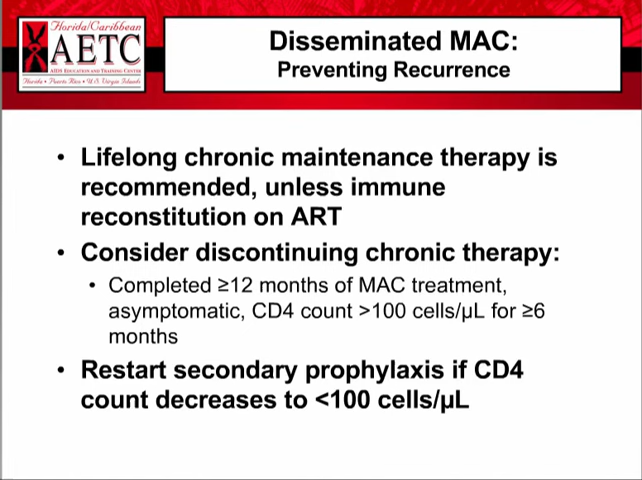 Florida/Caribbean
AETC
AIDS EDUCATION AND TRAINING CENTER
Florida • Puerto Rico • U.S. Virgin Islands
Disseminated MAC:
Preventing Recurrence
• Lifelong chronic maintenance therapy is
recommended, unless immune
reconstitution on ART
• Consider discontinuing chronic therapy:
• Completed ≥12 months of MAC treatment,
asymptomatic, CD4 count >100 cells/µL for ≥6
months
• Restart secondary prophylaxis if CD4
count decreases to <100 cells/µL